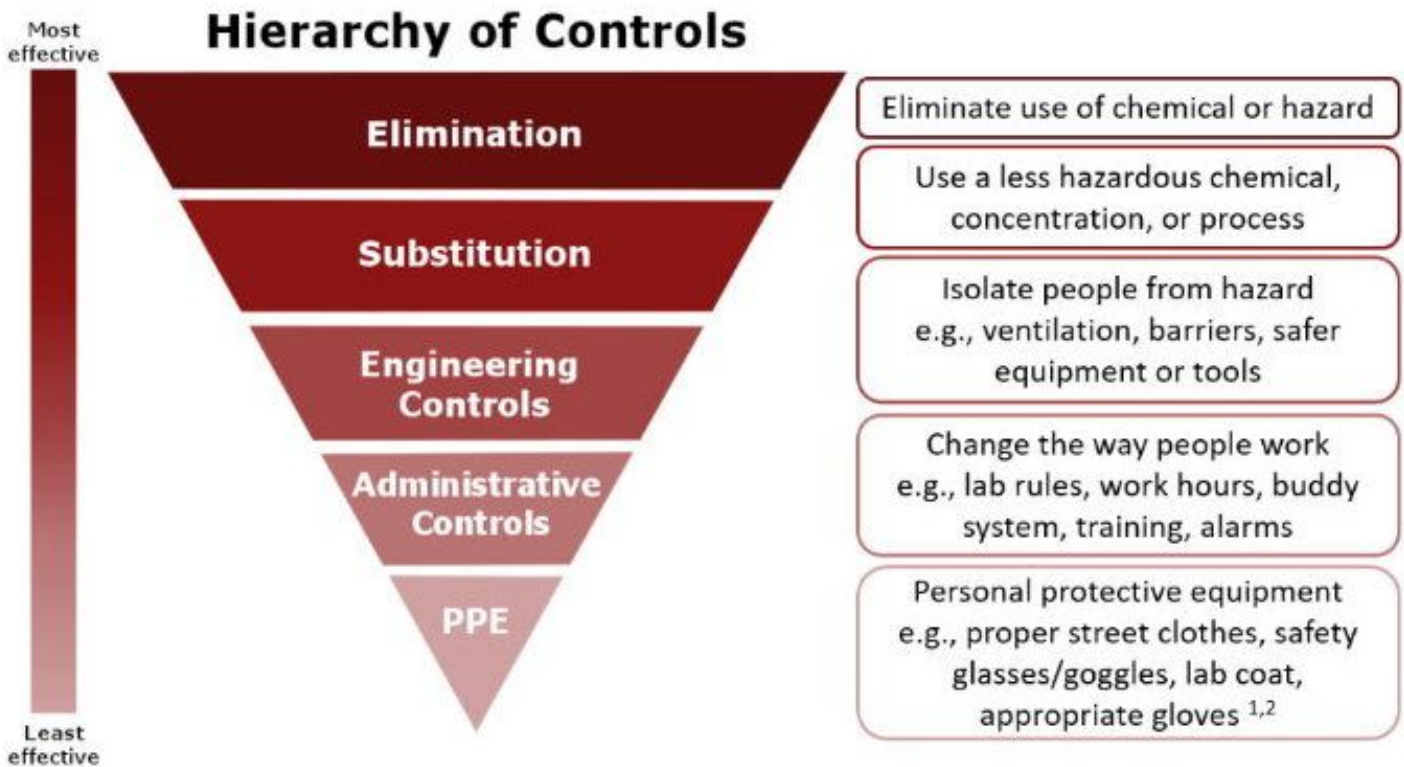 Most
effective
Hierarchy of Controls
Elimination
Eliminate use of chemical or hazard
Substitution
Use a less hazardous chemical,
concentration, or process
Engineering
Controls
Isolate people from hazard
e.g., ventilation, barriers, safer
equipment or tools
Administrative
Controls
Change the way people work
e.g., lab rules, work hours, buddy
system, training, alarms
PPE
Personal protective equipment
e.g., proper street clothes, safety
glasses/goggles, lab coat,
appropriate gloves 1,2
Least
effective